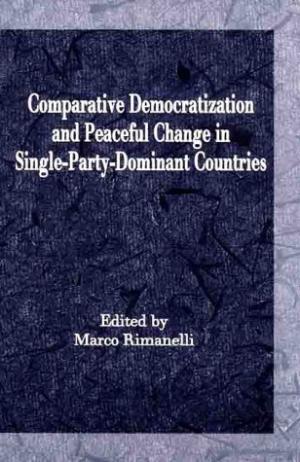 Comparative Democratization
and Peaceful Change in
Single-Party-Dominant Countries
Edited by
Marco Rimanelli